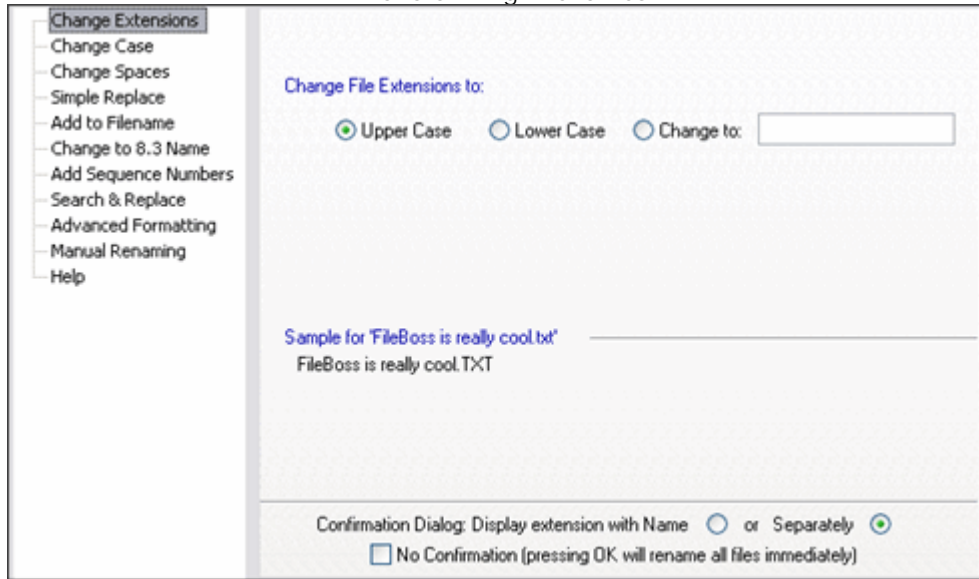 Change Extensions
Change Case
Change Spaces
Simple Replace
Add to Filename
Change to 8.3 Name
Add Sequence Numbers
Search & Replace
Advanced Formatting
Manual Renaming
Help
Change File Extensions to:
Upper Case Lower Case Change to:
Sample for 'FileBoss is really cool.txt'
FileBoss is really cool.TXT
Confirmation Dialog: Display extension with Name or Separately
No Confirmation (pressing OK will rename all files immediately)